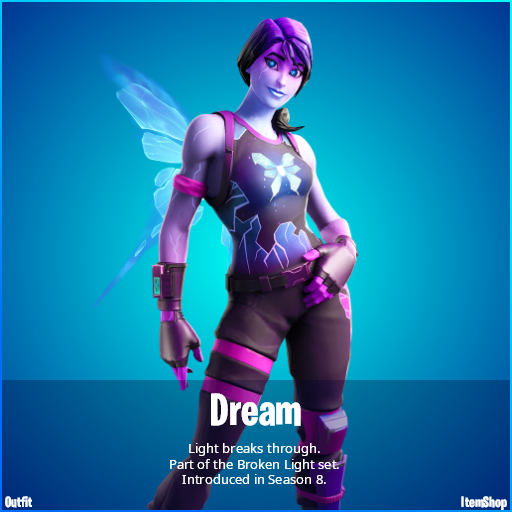 Dream
Light breaks through.
Part of the Broken Light set.
Introduced in Season 8.
Outfit
ItemShop